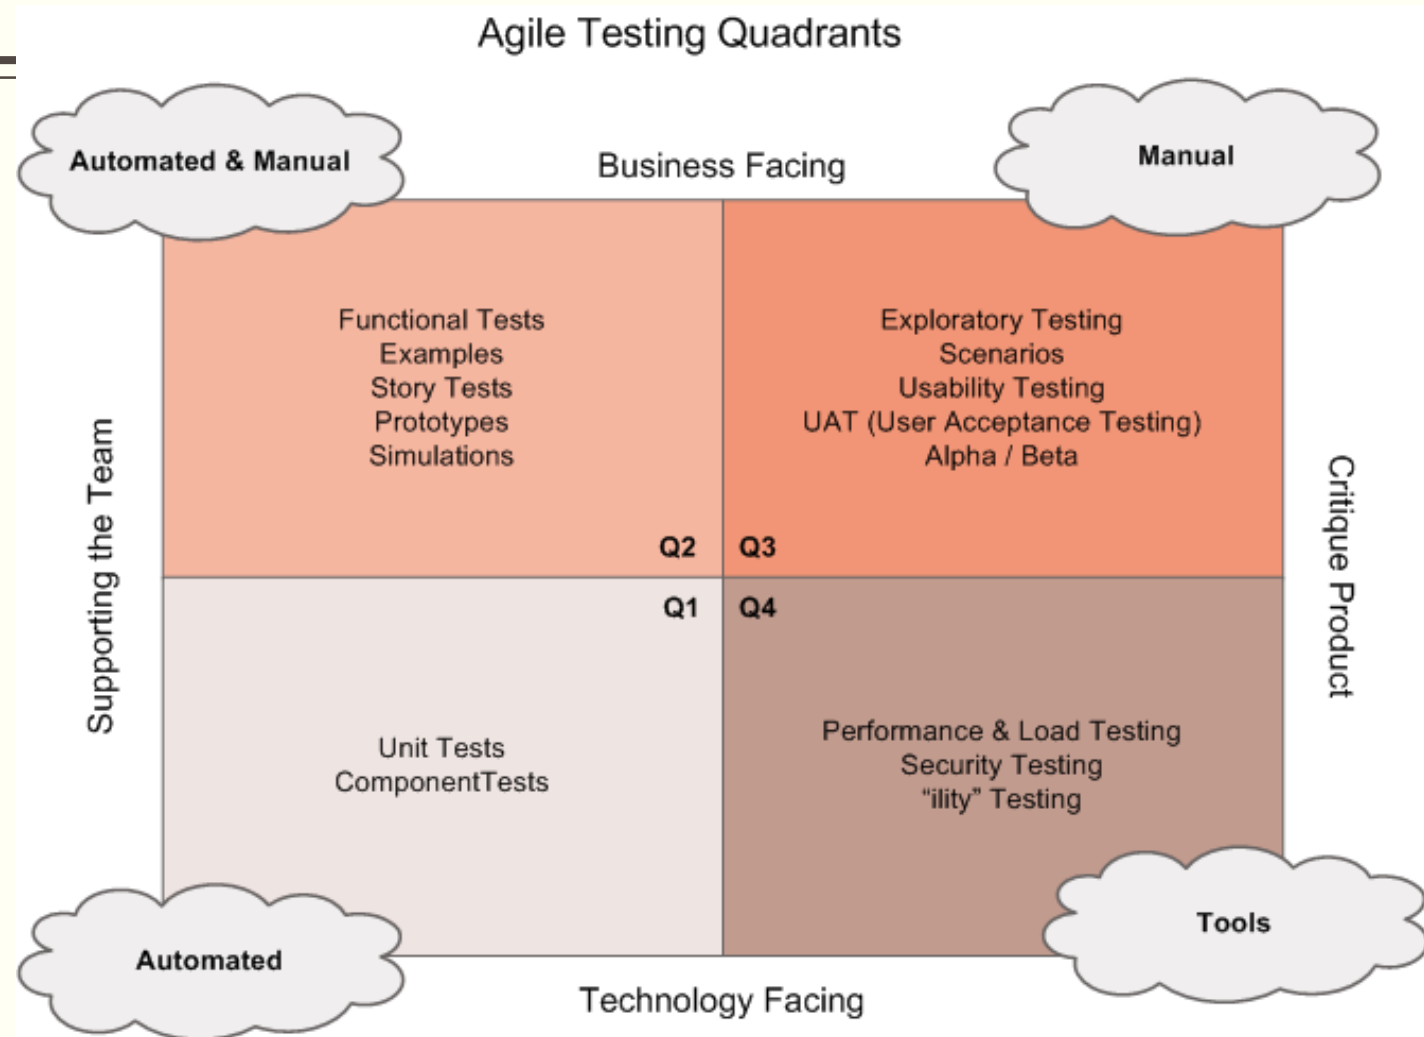 Agile Testing Quadrants
Automated & Manual
Business Facing
Manual
Functional Tests
Examples
Story Tests
Prototypes
Simulations
Q2
Exploratory Testing
Scenarios
Usability Testing
UAT (User Acceptance Testing)
Alpha / Beta
Q3
Supporting the Team
Critique Product
Q1
Unit Tests
ComponentTests
Q4
Performance & Load Testing
Security Testing
“ility” Testing
Automated
Technology Facing
Tools